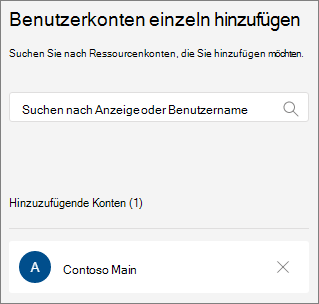 Benutzerkonten einzeln hinzufügen
Suchen Sie nach Ressourcenkonten, die Sie hinzufügen möchten.
Suchen nach Anzeige oder Benutzername
Hinzuzufügende Konten (1)
A
Contoso Main